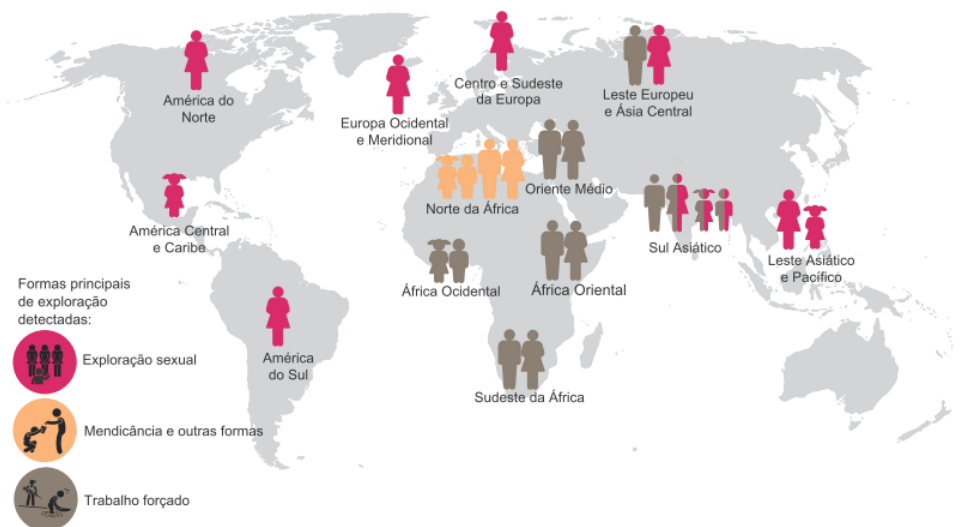 América do
Norte
Europa Ocidental
e Meridional
Centro e Sudeste
da Europa
Leste Europeu
e Ásia Central
América Central
e Caribe
Norte da África
Oriente Médio
Sul Asiático
Leste Asiático
e Pacífico
África Ocidental
África Oriental
América
do Sul
Sudeste da África
Formas principais
de exploração
detectadas:
Exploração sexual
Mendicância e outras formas
Trabalho forçado